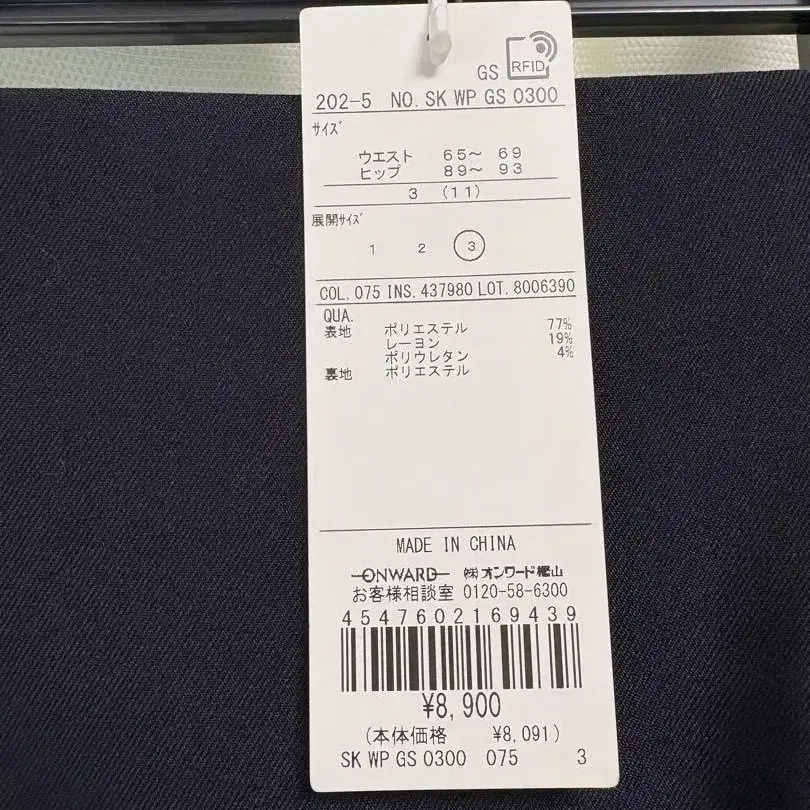 GS RFID
202-5 NO. SK WP GS 0300
サイズ
ウエスト 65～ 69
ヒップ 89～ 93
3 (11)
展開サイズ
1 2 3
COL. 075 INS. 437980 LOT. 8006390
QUA.
表地 ポリエステル 77%
レーヨン 19%
ポリウレタン 4%
裏地 ポリエステル
MADE IN CHINA
ONWARD ㈱オンワード樫山
お客様相談室 0120-58-6300
4547602169439
¥8,900
(本体価格 ¥8,091)
SK WP GS 0300 075 3